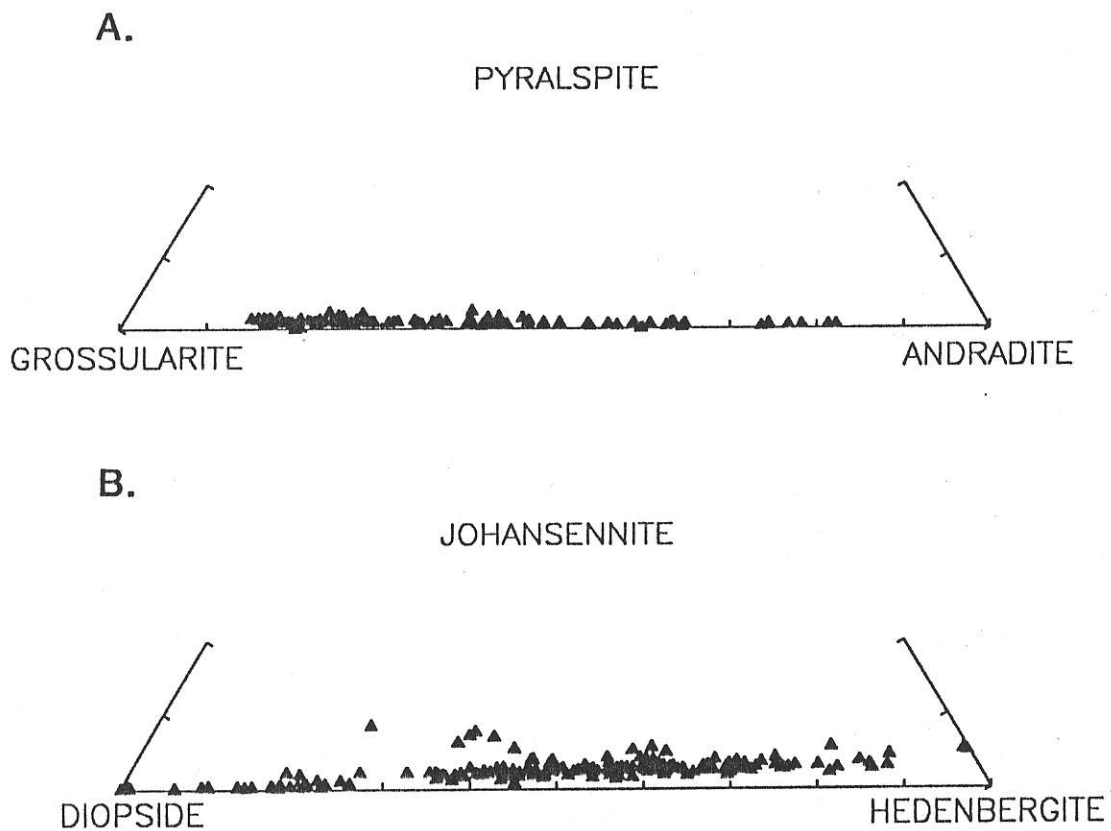 A.
PYRALSPITE
GROSSULARITE
ANDRADITE
B.
JOHANSENNITE
DIOPSIDE
HEDENBERGITE